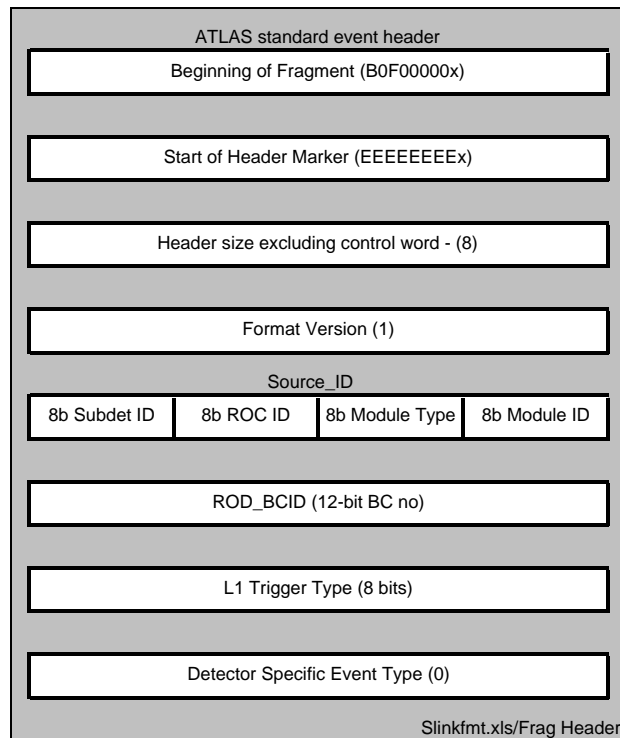 ATLAS standard event header
Beginning of Fragment (B0F00000x)
Start of Header Marker (EEEEEEEEx)
Header size excluding control word - (8)
Format Version (1)
Source_ID
8b Subdet ID 8b ROC ID 8b Module Type 8b Module ID
ROD_BCID (12-bit BC no)
L1 Trigger Type (8 bits)
Detector Specific Event Type (0)
Slinkfmt.xls/Frag Header